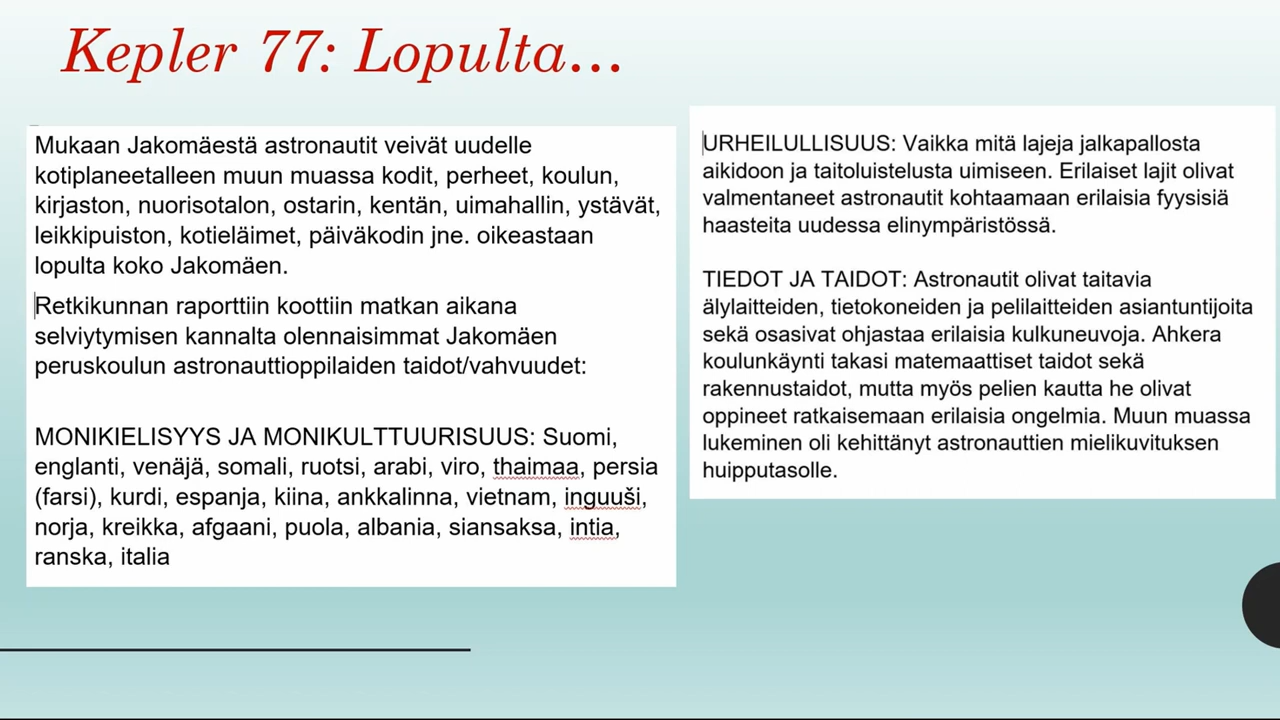 Kepler 77: Lopulta...
Mukaan Jakomäestä astronautit veivät uudelle
kotiplaneetalleen muun muassa kodit, perheet, koulun,
kirjaston, nuorisotalon, ostarin, kentän, uimahallin, ystävät,
leikkipuiston, kotieläimet, päiväkodin jne. oikeastaan
lopulta koko Jakomäen.
Retkikunnan raporttiin koottiin matkan aikana
selviytymisen kannalta olennaisimmat Jakomäen
peruskoulun astronauttioppilaiden taidot/vahvuudet:
MONIKIELISYYS JA MONIKULTTUURISUUS: Suomi,
englanti, venäjä, somali, ruotsi, arabi, viro, thaimaa, persia
(farsi), kurdi, espanja, kiina, ankkalinna, vietnam, inguuši,
norja, kreikka, afgaani, puola, albania, siansaksa, intia,
ranska, italia
URHEILULLISUUS: Vaikka mitä lajeja jalkapallosta
aikidoon ja taitoluistelusta uimiseen. Erilaiset lajit olivat
valmentaneet astronautit kohtaamaan erilaisia fyysisiä
haasteita uudessa elinympäristössä.
TIEDOT JA TAIDOT: Astronautit olivat taitavia
älylaitteiden, tietokoneiden ja pelilaitteiden asiantuntijoita
sekä osasivat ohjastaa erilaisia kulkuneuvoja. Ahkera
koulunkäynti takasi matemaattiset taidot sekä
rakennustaidot, mutta myös pelien kautta he olivat
oppineet ratkaisemaan erilaisia ongelmia. Muun muassa
lukeminen oli kehittänyt astronauttien mielikuvituksen
huipputasolle.